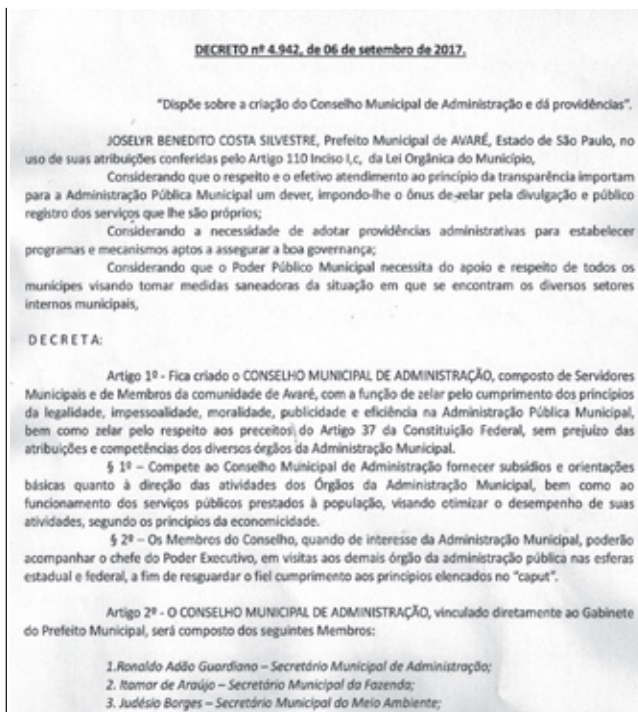 DECRETO nº 4.942, de 06 de setembro de 2017.
"Dispõe sobre a criação do Conselho Municipal de Administração e dá providências".
JOSELYR BENEDITO COSTA SILVESTRE, Prefeito Municipal de AVARÉ, Estado de São Paulo, no
uso de suas atribuições conferidas pelo Artigo 110 Inciso I,c, da Lei Orgânica do Município,
Considerando que o respeito e o efetivo atendimento ao princípio da transparência importam
para a Administração Pública Municipal um dever, impondo-lhe o ônus de zelar pela divulgação e público
registro dos serviços que lhe são próprios;
Considerando a necessidade de adotar providências administrativas para estabelecer
programas e mecanismos aptos a assegurar a boa governança;
Considerando que o Poder Público Municipal necessita do apoio e respeito de todos os
munícipes visando tomar medidas saneadoras da situação em que se encontram os diversos setores
internos municipais,
D E C R E T A:
Artigo 1º - Fica criado o CONSELHO MUNICIPAL DE ADMINISTRAÇÃO, composto de Servidores
Municipais e de Membros da comunidade de Avaré, com a função de zelar pelo cumprimento dos princípios
da legalidade, impessoalidade, moralidade, publicidade e eficiência na Administração Pública Municipal,
bem como zelar pelo respeito aos preceitos do Artigo 37 da Constituição Federal, sem prejuízo das
atribuições e competências dos diversos órgãos da Administração Municipal.
§ 1º – Compete ao Conselho Municipal de Administração fornecer subsídios e orientações
básicas quanto à direção das atividades dos Órgãos da Administração Municipal, bem como ao
funcionamento dos serviços públicos prestados à população, visando otimizar o desempenho de suas
atividades, segundo os princípios da economicidade.
§ 2º – Os Membros do Conselho, quando de interesse da Administração Municipal, poderão
acompanhar o chefe do Poder Executivo, em visitas aos demais órgão da administração pública nas esferas
estadual e federal, a fim de resguardar o fiel cumprimento aos princípios elencados no "caput".
Artigo 2º - O CONSELHO MUNICIPAL DE ADMINISTRAÇÃO, vinculado diretamente ao Gabinete
do Prefeito Municipal, será composto dos seguintes Membros:
1.Ronaldo Adão Guardiano – Secretário Municipal de Administração;
2. Itamar de Araújo – Secretário Municipal da Fazenda;
3. Judésio Borges – Secretário Municipal do Meio Ambiente;